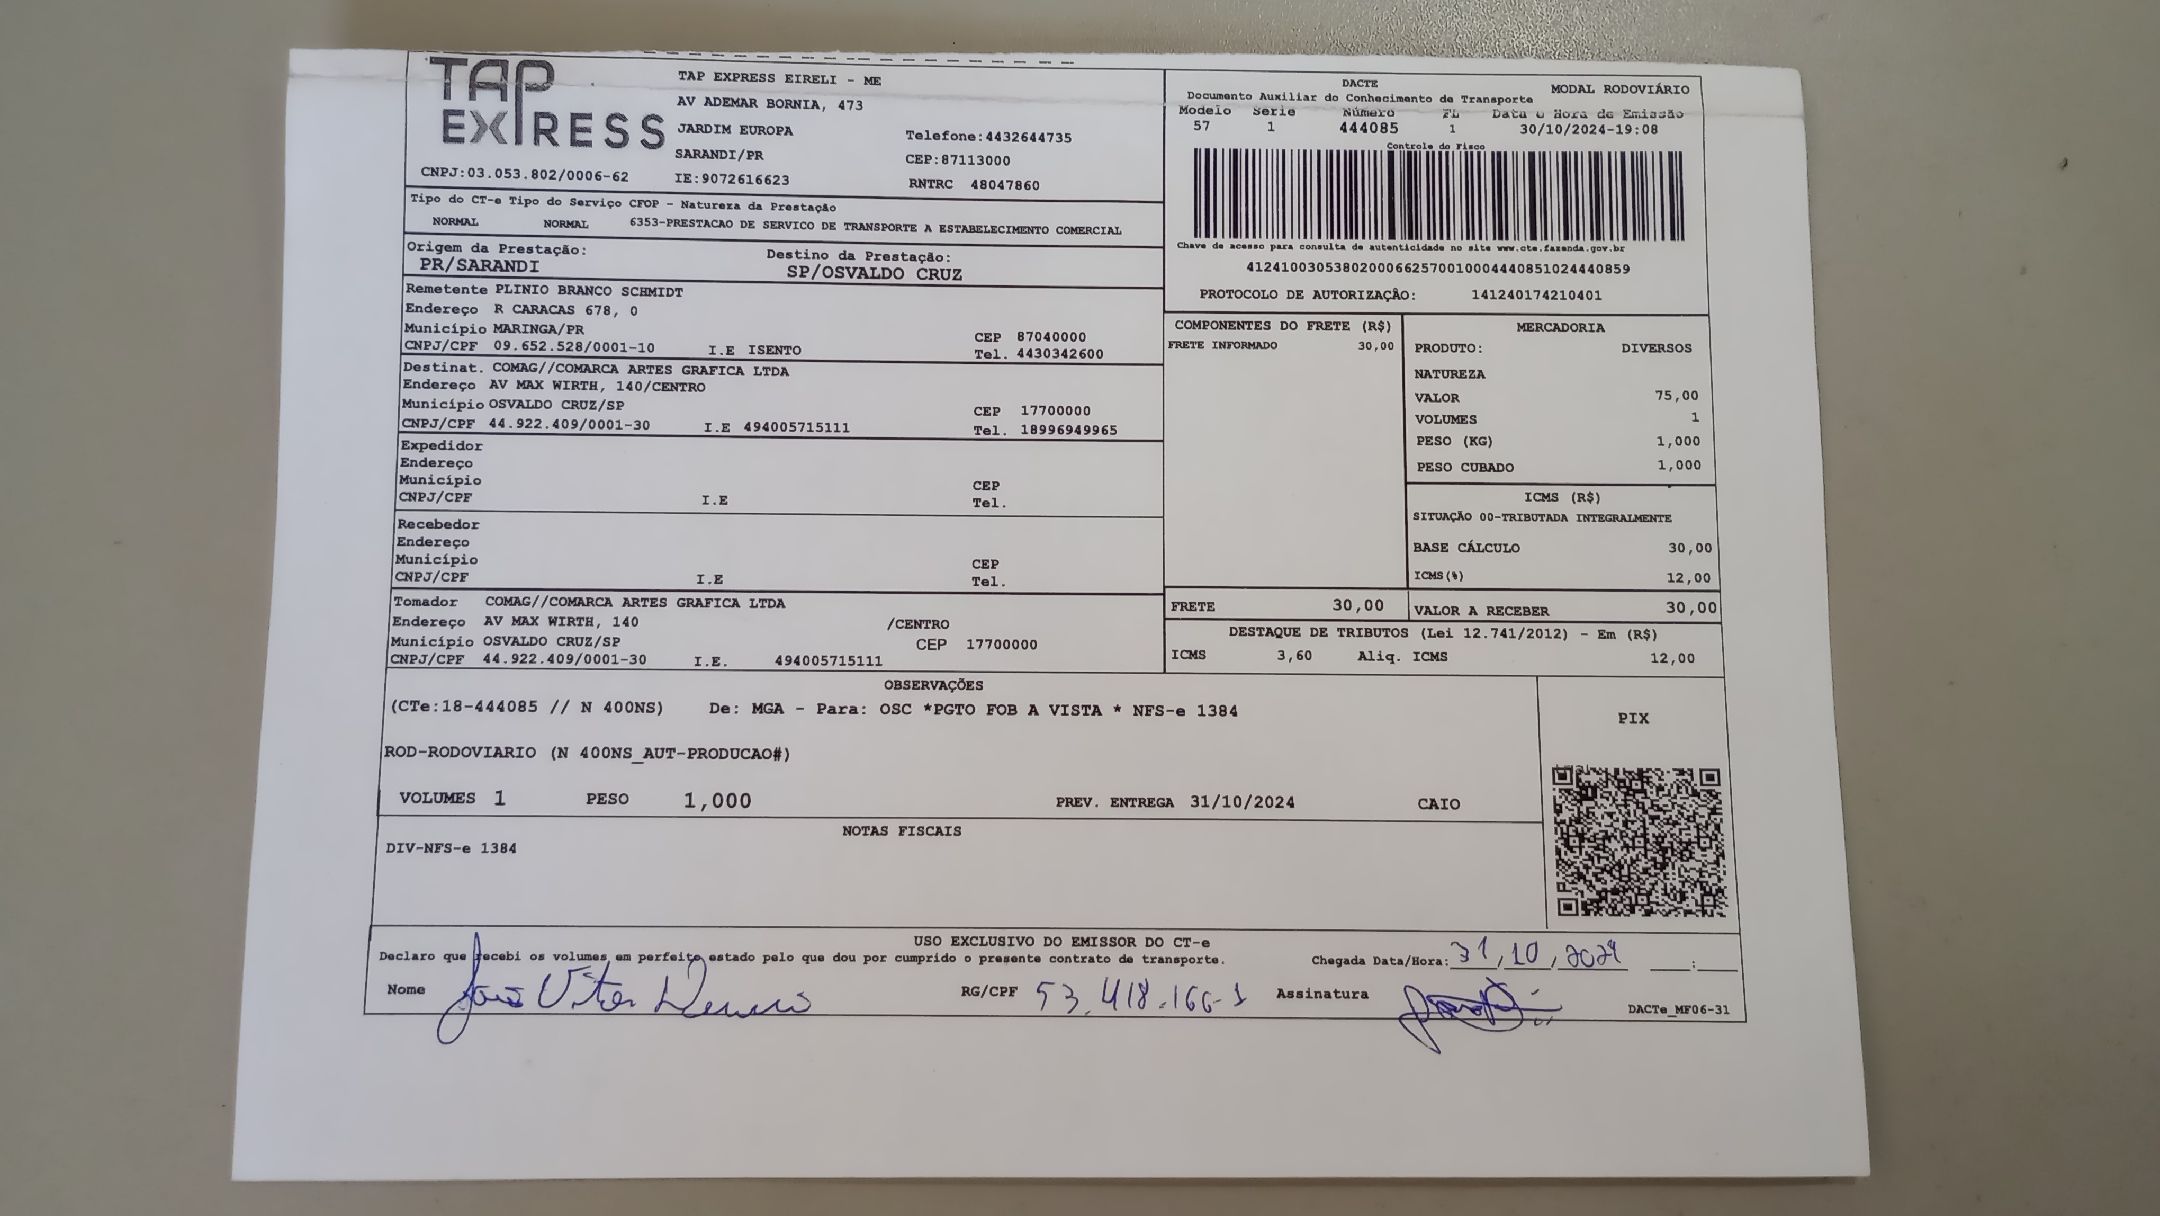 TAP EXPRESS
TAP EXPRESS EIRELI - ME
AV ADEMAR BORNIA, 473
JARDIM EUROPA
Telefone:4432644735
SARANDI/PR
CEP:87113000
CNPJ:03.053.802/0006-62 IE:9072616623 RNTRC 48047860
DACTE MODAL RODOVIÁRIO
Documento Auxiliar do Conhecimento de Transporte
Modelo Serie Número FL Data e Hora de Emissão
57 1 444085 1 30/10/2024-19:08
Controle do Fisco
Chave de acesso para consulta de autenticidade no site www.cte.fazenda.gov.br
41241003053802000662570010004440851024440859
PROTOCOLO DE AUTORIZAÇÃO: 141240174210401
Tipo do CT-e Tipo do Serviço CFOP - Natureza da Prestação
NORMAL NORMAL 6353-PRESTACAO DE SERVICO DE TRANSPORTE A ESTABELECIMENTO COMERCIAL
Origem da Prestação: Destino da Prestação:
PR/SARANDI SP/OSVALDO CRUZ
Remetente PLINIO BRANCO SCHMIDT
Endereço R CARACAS 678, 0
Município MARINGA/PR CEP 87040000
CNPJ/CPF 09.652.528/0001-10 I.E ISENTO Tel. 4430342600
Destinat. COMAG//COMARCA ARTES GRAFICA LTDA
Endereço AV MAX WIRTH, 140/CENTRO
Município OSVALDO CRUZ/SP CEP 17700000
CNPJ/CPF 44.922.409/0001-30 I.E 494005715111 Tel. 18996949965
Expedidor
Endereço
Município CEP
CNPJ/CPF I.E Tel.
Recebedor
Endereço
Município CEP
CNPJ/CPF I.E Tel.
Tomador COMAG//COMARCA ARTES GRAFICA LTDA
Endereço AV MAX WIRTH, 140 /CENTRO
Município OSVALDO CRUZ/SP CEP 17700000
CNPJ/CPF 44.922.409/0001-30 I.E. 494005715111
COMPONENTES DO FRETE (R$)
FRETE INFORMADO 30,00
MERCADORIA
PRODUTO: DIVERSOS
NATUREZA
VALOR 75,00
VOLUMES 1
PESO (KG) 1,000
PESO CUBADO 1,000
ICMS (R$)
SITUAÇÃO 00-TRIBUTADA INTEGRALMENTE
BASE CÁLCULO 30,00
ICMS(%) 12,00
FRETE 30,00 VALOR A RECEBER 30,00
DESTAQUE DE TRIBUTOS (Lei 12.741/2012) - Em (R$)
ICMS 3,60 Aliq. ICMS 12,00
OBSERVAÇÕES
(CTe:18-444085 // N 400NS) De: MGA - Para: OSC *PGTO FOB A VISTA * NFS-e 1384
ROD-RODOVIARIO (N 400NS_AUT-PRODUCAO#)
VOLUMES 1 PESO 1,000 PREV. ENTREGA 31/10/2024 CAIO
PIX
NOTAS FISCAIS
DIV-NFS-e 1384
USO EXCLUSIVO DO EMISSOR DO CT-e
Declaro que recebi os volumes em perfeito estado pelo que dou por cumprido o presente contrato de transporte. Chegada Data/Hora: 31,10,2024 :
Nome João Vitor RG/CPF 53.418.166-1 Assinatura
DACTe_MF06-31